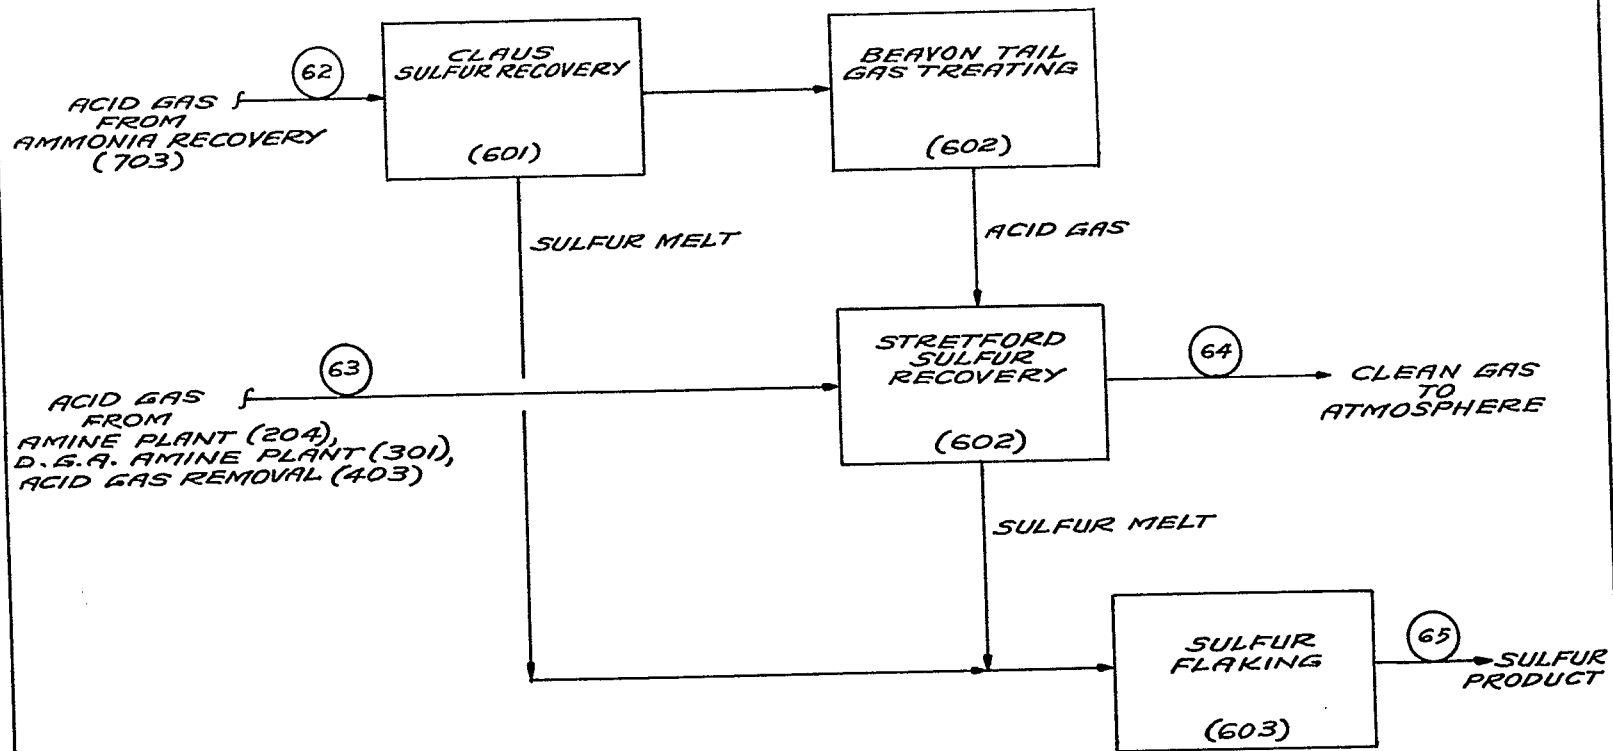 CLAUS
SULFUR RECOVERY
(601)
BEAVON TAIL
GAS TREATING
(602)
62
ACID GAS
FROM
AMMONIA RECOVERY
(703)
SULFUR MELT
ACID GAS
63
ACID GAS
FROM
AMINE PLANT (204),
D.G.A. AMINE PLANT (301),
ACID GAS REMOVAL (403)
STRETFORD
SULFUR
RECOVERY
(602)
64
CLEAN GAS
TO
ATMOSPHERE
SULFUR MELT
SULFUR
FLAKING
(603)
65
SULFUR
PRODUCT